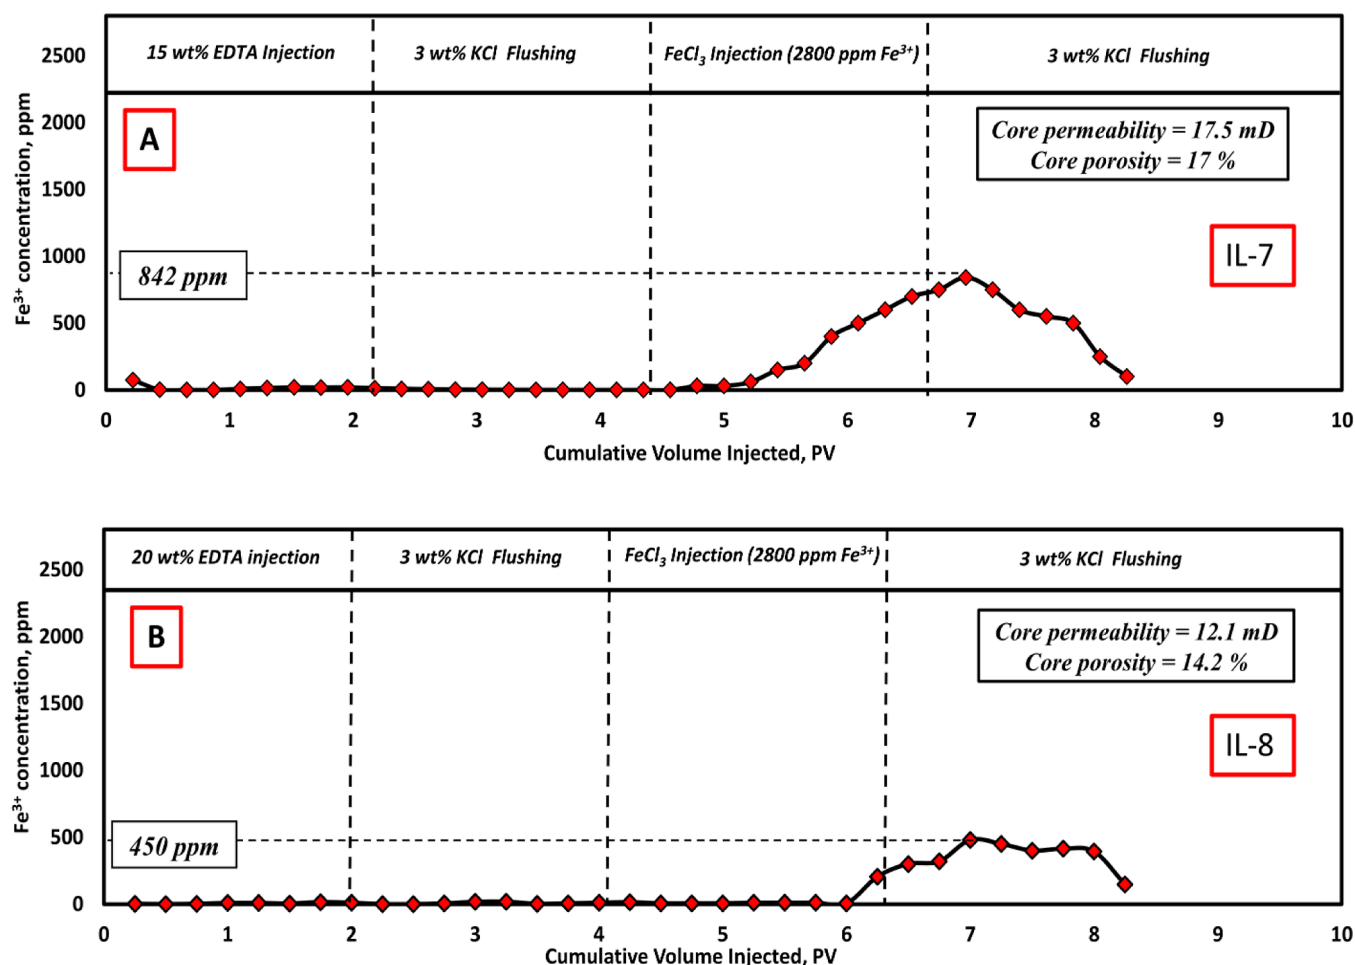 15 wt% EDTA Injection
3 wt% KCl Flushing
FeCl₃ Injection (2800 ppm Fe³⁺)
3 wt% KCl Flushing
Fe³⁺ concentration, ppm
2500
2000
1500
1000
500
0
A
Core permeability = 17.5 mD
Core porosity = 17 %
IL-7
842 ppm
0 1 2 3 4 5 6 7 8 9 10
Cumulative Volume Injected, PV
20 wt% EDTA injection
3 wt% KCl Flushing
FeCl₃ Injection (2800 ppm Fe³⁺)
3 wt% KCl Flushing
Fe³⁺ concentration, ppm
2500
2000
1500
1000
500
0
B
Core permeability = 12.1 mD
Core porosity = 14.2 %
IL-8
450 ppm
0 1 2 3 4 5 6 7 8 9 10
Cumulative Volume Injected, PV